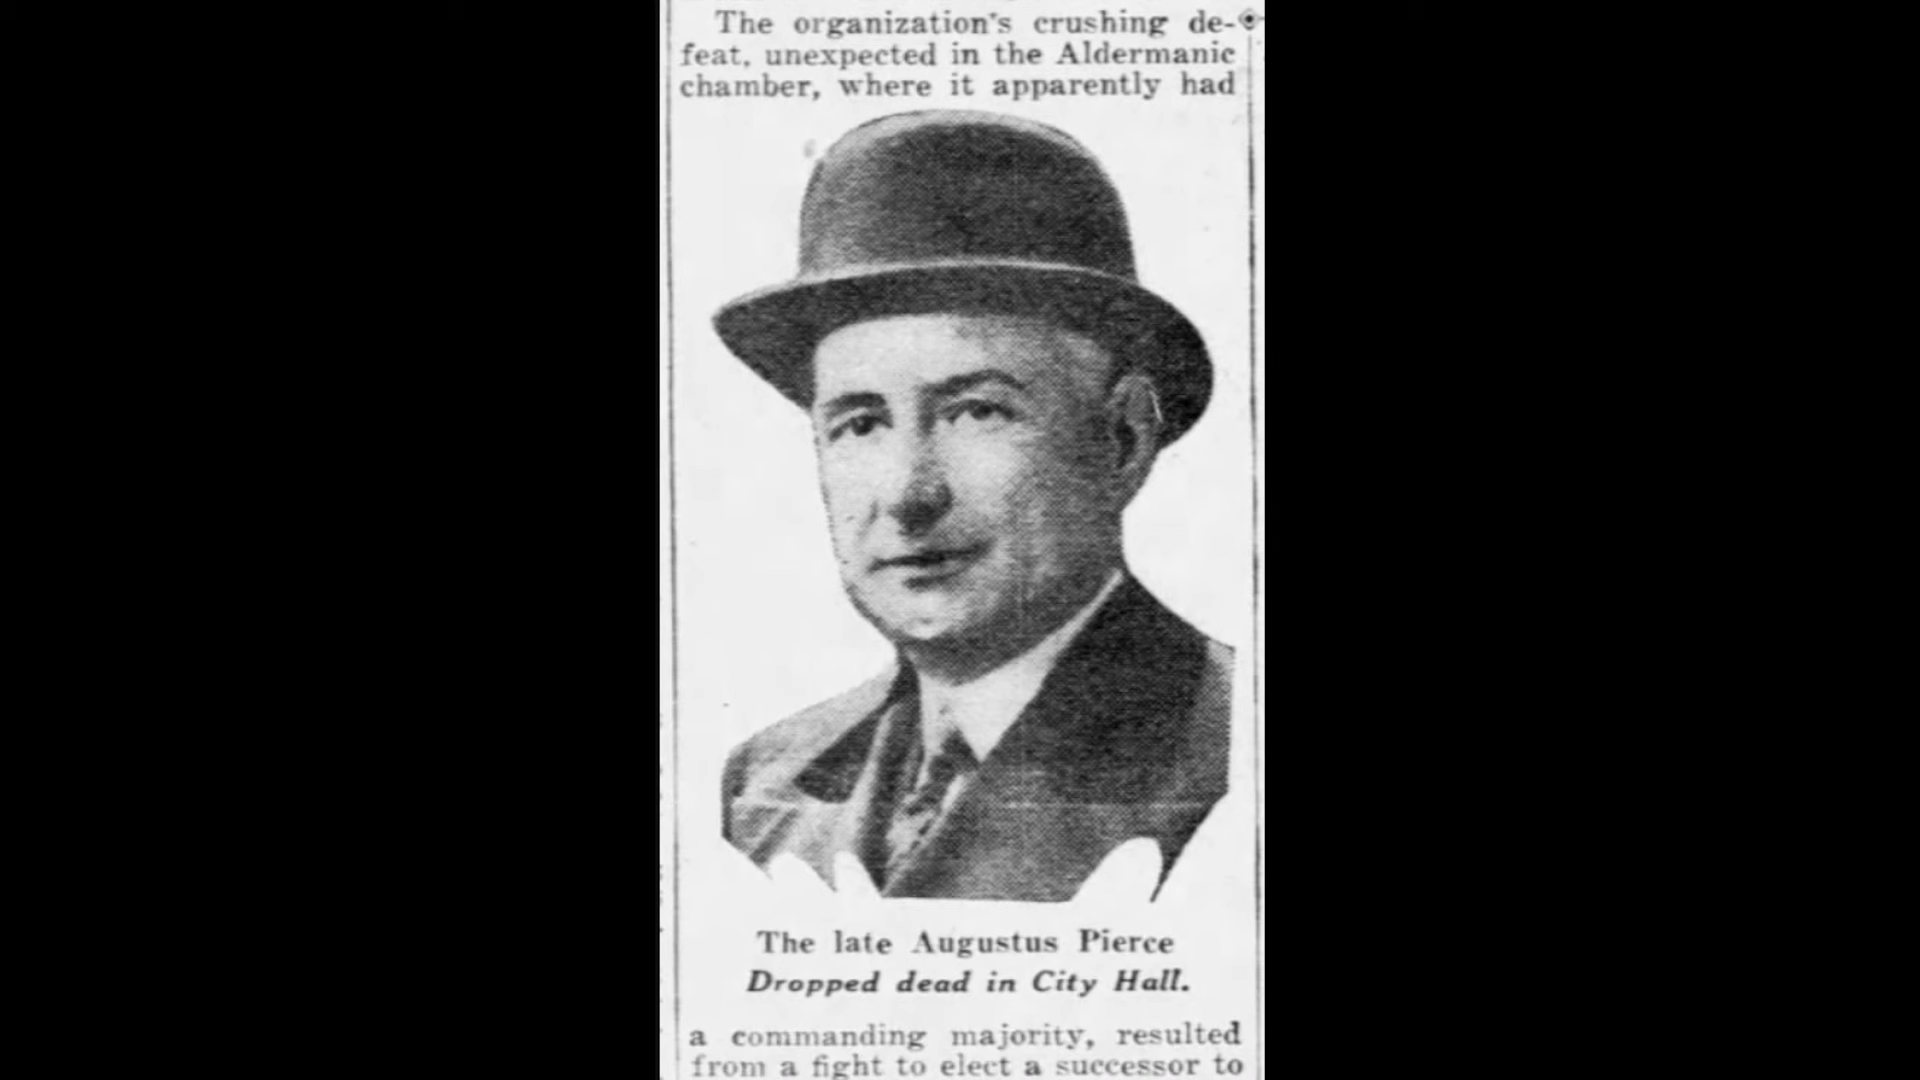 The organization's crushing de-
feat, unexpected in the Aldermanic
chamber, where it apparently had
The late Augustus Pierce
Dropped dead in City Hall.
a commanding majority, resulted
from a fight to elect a successor to